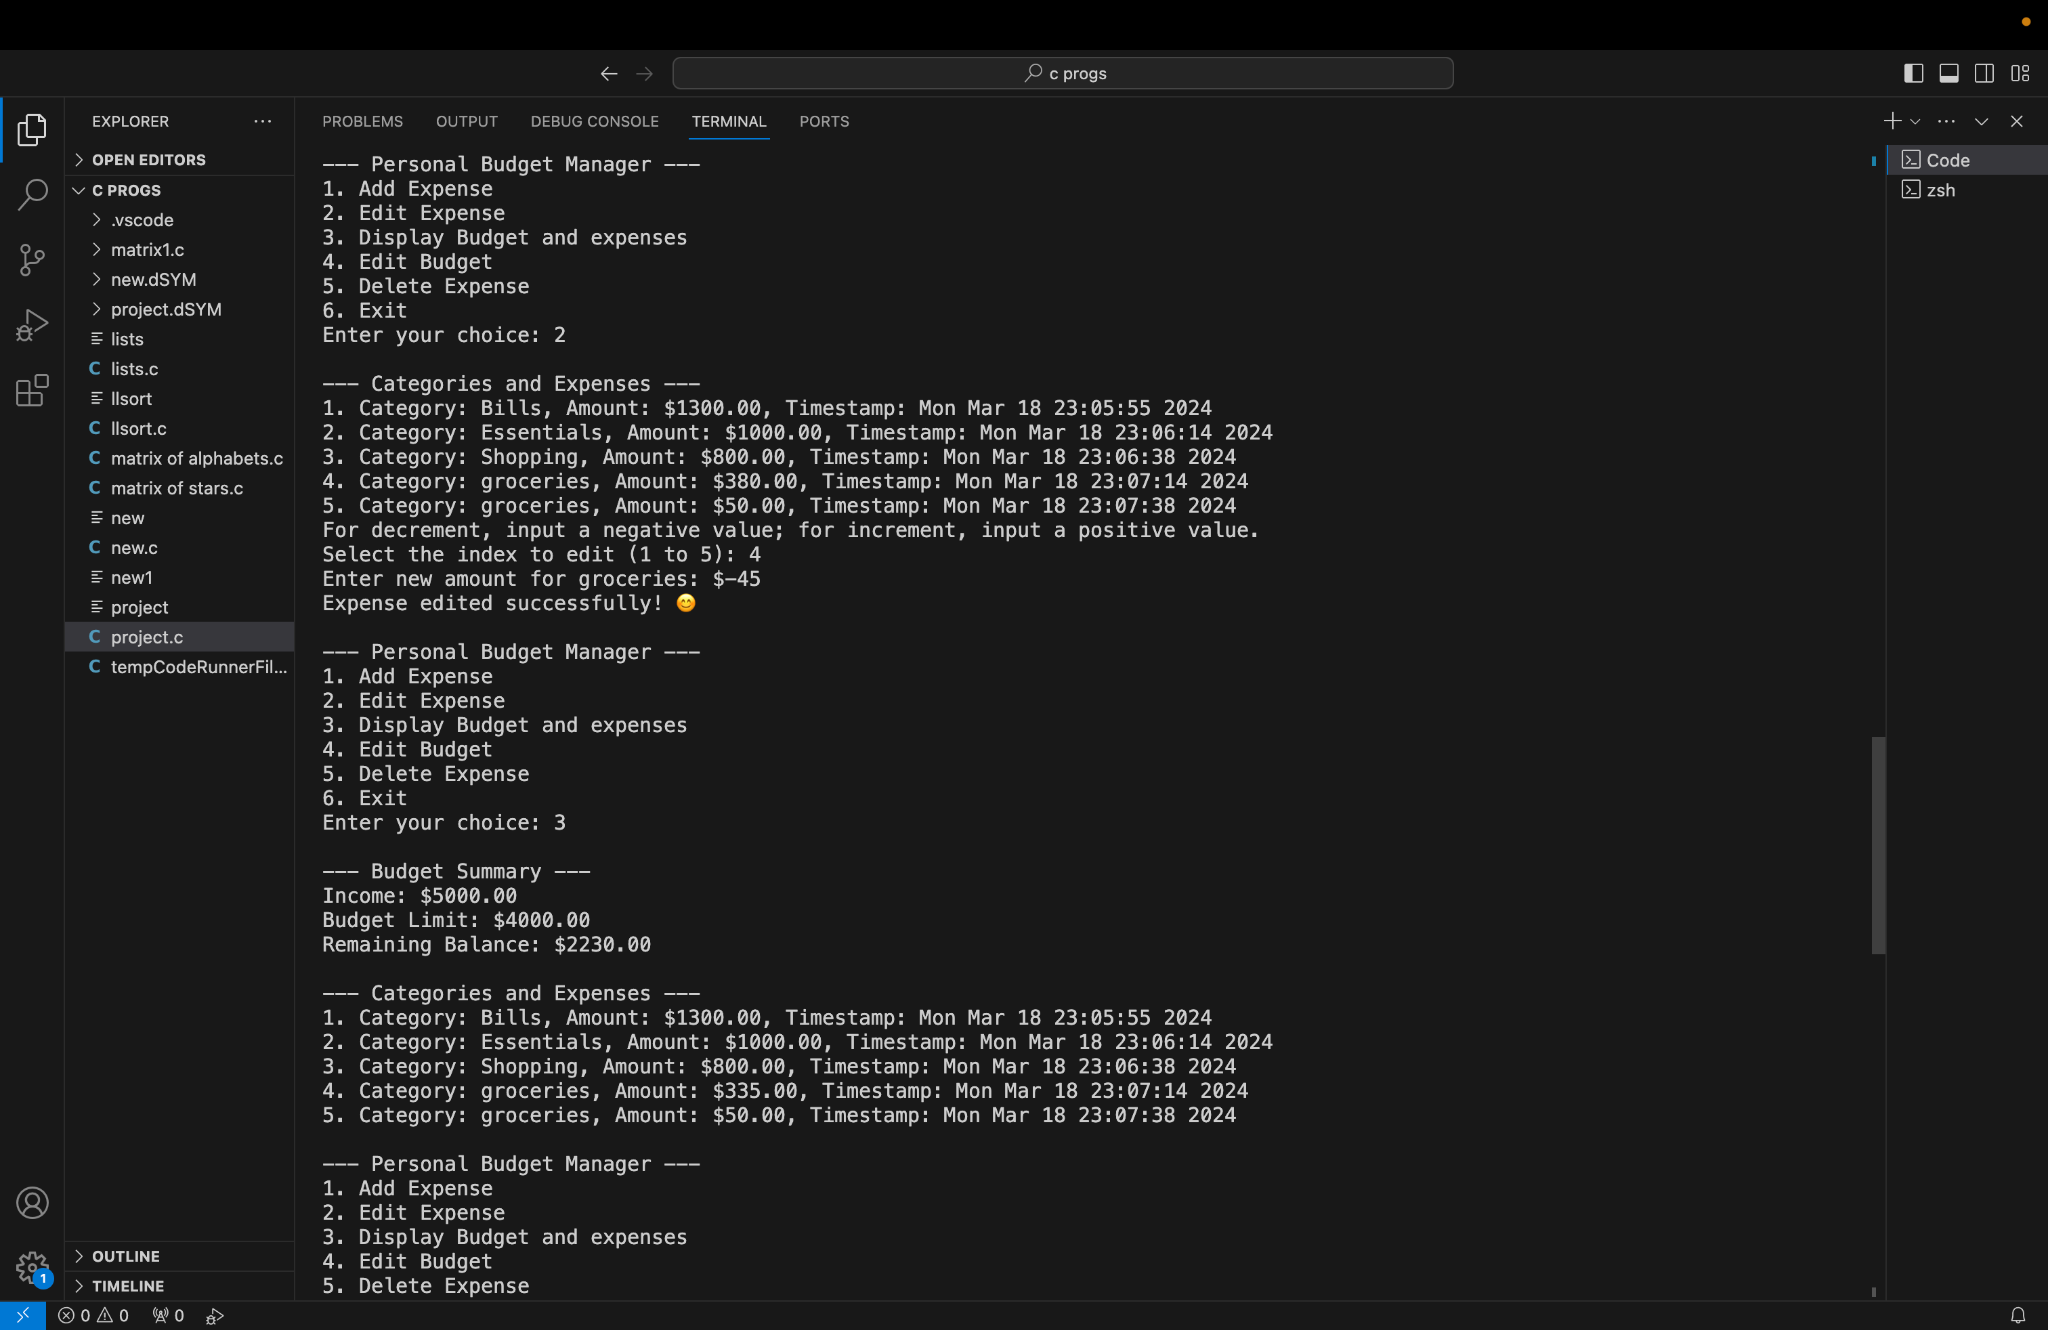 c progs
EXPLORER
OPEN EDITORS
C PROGS
.vscode
matrix1.c
new.dSYM
project.dSYM
lists
C lists.c
llsort
C llsort.c
C matrix of alphabets.c
C matrix of stars.c
new
C new.c
new1
project
C project.c
C tempCodeRunnerFil...
OUTLINE
TIMELINE
PROBLEMS OUTPUT DEBUG CONSOLE TERMINAL PORTS
--- Personal Budget Manager ---
1. Add Expense
2. Edit Expense
3. Display Budget and expenses
4. Edit Budget
5. Delete Expense
6. Exit
Enter your choice: 2
--- Categories and Expenses ---
1. Category: Bills, Amount: $1300.00, Timestamp: Mon Mar 18 23:05:55 2024
2. Category: Essentials, Amount: $1000.00, Timestamp: Mon Mar 18 23:06:14 2024
3. Category: Shopping, Amount: $800.00, Timestamp: Mon Mar 18 23:06:38 2024
4. Category: groceries, Amount: $380.00, Timestamp: Mon Mar 18 23:07:14 2024
5. Category: groceries, Amount: $50.00, Timestamp: Mon Mar 18 23:07:38 2024
For decrement, input a negative value; for increment, input a positive value.
Select the index to edit (1 to 5): 4
Enter new amount for groceries: $-45
Expense edited successfully! 😊
--- Personal Budget Manager ---
1. Add Expense
2. Edit Expense
3. Display Budget and expenses
4. Edit Budget
5. Delete Expense
6. Exit
Enter your choice: 3
--- Budget Summary ---
Income: $5000.00
Budget Limit: $4000.00
Remaining Balance: $2230.00
--- Categories and Expenses ---
1. Category: Bills, Amount: $1300.00, Timestamp: Mon Mar 18 23:05:55 2024
2. Category: Essentials, Amount: $1000.00, Timestamp: Mon Mar 18 23:06:14 2024
3. Category: Shopping, Amount: $800.00, Timestamp: Mon Mar 18 23:06:38 2024
4. Category: groceries, Amount: $335.00, Timestamp: Mon Mar 18 23:07:14 2024
5. Category: groceries, Amount: $50.00, Timestamp: Mon Mar 18 23:07:38 2024
--- Personal Budget Manager ---
1. Add Expense
2. Edit Expense
3. Display Budget and expenses
4. Edit Budget
5. Delete Expense
Code
zsh
1
0 0 0